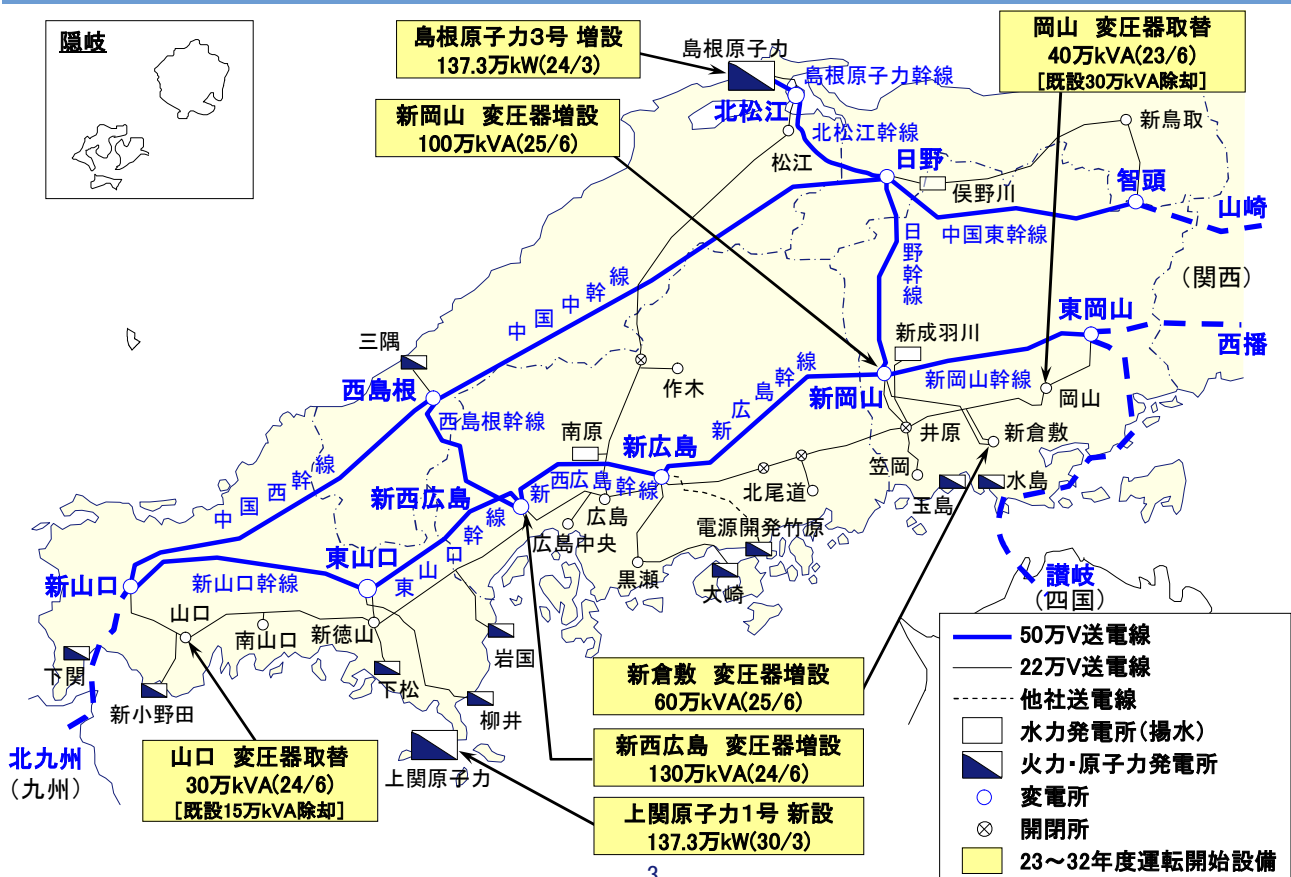 隠岐
島根原子力3号 増設
137.3万kW(24/3)
島根原子力
島根原子力幹線
岡山 変圧器取替
40万kVA(23/6)
[既設30万kVA除却]
新岡山 変圧器増設
100万kVA(25/6)
北松江
北松江幹線
松江
日野
俣野川
新鳥取
智頭
山崎
中国東幹線
日野幹線
(関西)
中国中幹線
東岡山
西播
三隅
西島根
西島根幹線
作木
新成羽川
新岡山
新岡山幹線
岡山
新広島幹線
南原
新広島
井原
新倉敷
笠岡
中国西幹線
新西広島
新西広島幹線
北尾道
玉島
水島
広島
広島中央
電源開発竹原
東山口
東山口幹線
黒瀬
大崎
新山口
新山口幹線
讃岐
(四国)
山口
南山口
新徳山
岩国
下関
新小野田
下松
柳井
北九州
(九州)
上関原子力
山口 変圧器取替
30万kVA(24/6)
[既設15万kVA除却]
新倉敷 変圧器増設
60万kVA(25/6)
新西広島 変圧器増設
130万kVA(24/6)
上関原子力1号 新設
137.3万kW(30/3)
50万V送電線
22万V送電線
他社送電線
水力発電所(揚水)
火力・原子力発電所
変電所
開閉所
23～32年度運転開始設備
3